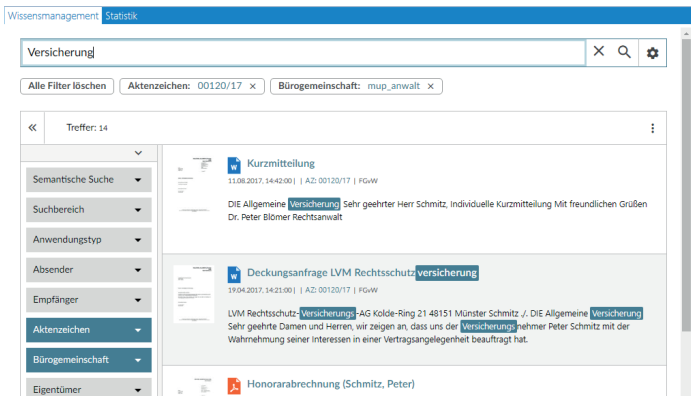 Wissensmanagement Statistik
Versicherung
Alle Filter löschen Aktenzeichen: 00120/17 × Bürogemeinschaft: mup_anwalt ×
Treffer: 14
Semantische Suche
Suchbereich
Anwendungstyp
Absender
Empfänger
Aktenzeichen
Bürogemeinschaft
Eigentümer
Kurzmitteilung
11.08.2017, 14:42:00 | | AZ: 00120/17 | FGvW
DIE Allgemeine Versicherung Sehr geehrter Herr Schmitz, Individuelle Kurzmitteilung Mit freundlichen Grüßen
Dr. Peter Blömer Rechtsanwalt
Deckungsanfrage LVM Rechtsschutzversicherung
19.04.2017, 14:21:00 | | AZ: 00120/17 | FGvW
LVM Rechtsschutz-Versicherungs-AG Kolde-Ring 21 48151 Münster Schmitz ./. DIE Allgemeine Versicherung
Sehr geehrte Damen und Herren, wir zeigen an, dass uns der Versicherungsnehmer Peter Schmitz mit der
Wahrnehmung seiner Interessen in einer Vertragsangelegenheit beauftragt hat.
Honorarabrechnung (Schmitz, Peter)